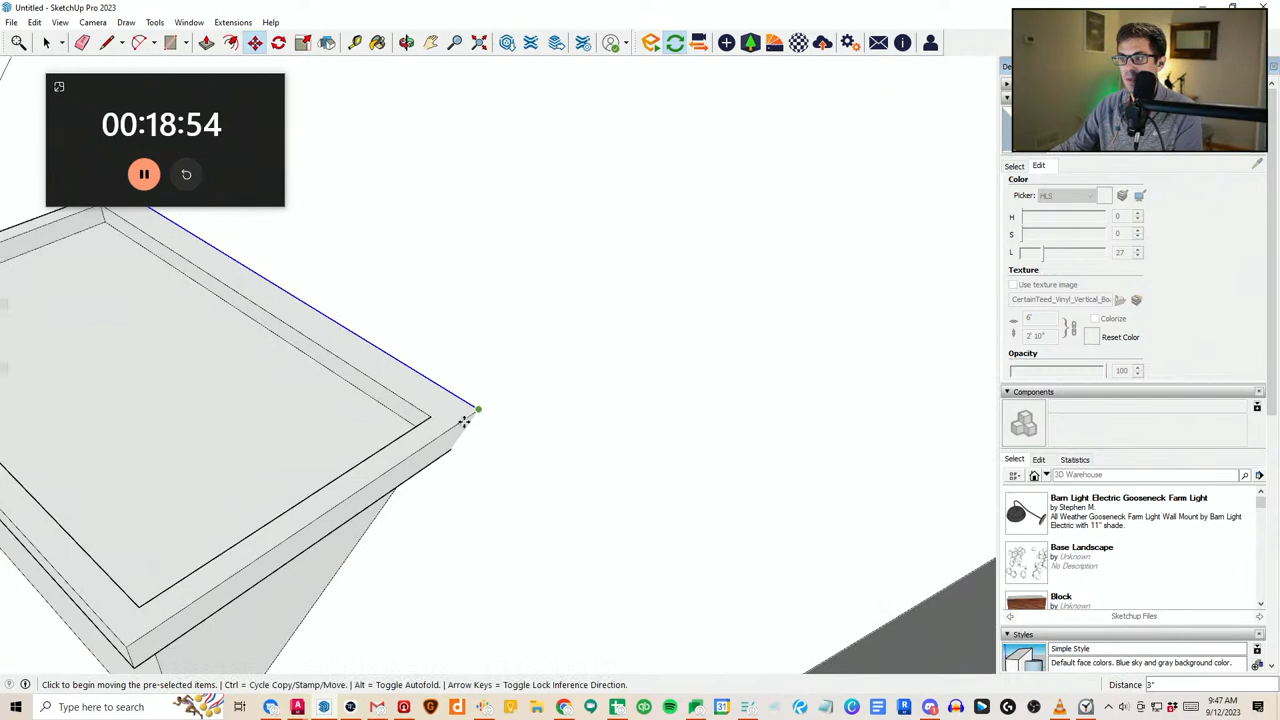 Untitled - SketchUp Pro 2023
File Edit View Camera Draw Tools Window Extensions Help
00:18:54
Select Edit
Color
Picker: HLS
H 0
S 0
L 27
Texture
Use texture image
CertainTeed_Vinyl_Vertical_Bo
6'
Colorize
2' 10"
Reset Color
Opacity
100
Components
Select Edit Statistics
3D Warehouse
Barn Light Electric Gooseneck Farm Light
by Stephen M.
All Weather Gooseneck Farm Light Wall Mount by Barn Light
Electric with 11" shade.
Base Landscape
by Unknown
No Description
Block
by Unknown
Sketchup Files
Styles
Simple Style
Default face colors. Blue sky and gray background color.
Click to begin moving the pre-selected items. | Ctrl = Cycle Copy/Stamp/Move. | Alt = Toggle Autofold. | Arrow Keys = Toggle Lock Inference Direction.
Distance 3"
Type here to search
9:47 AM
9/12/2023